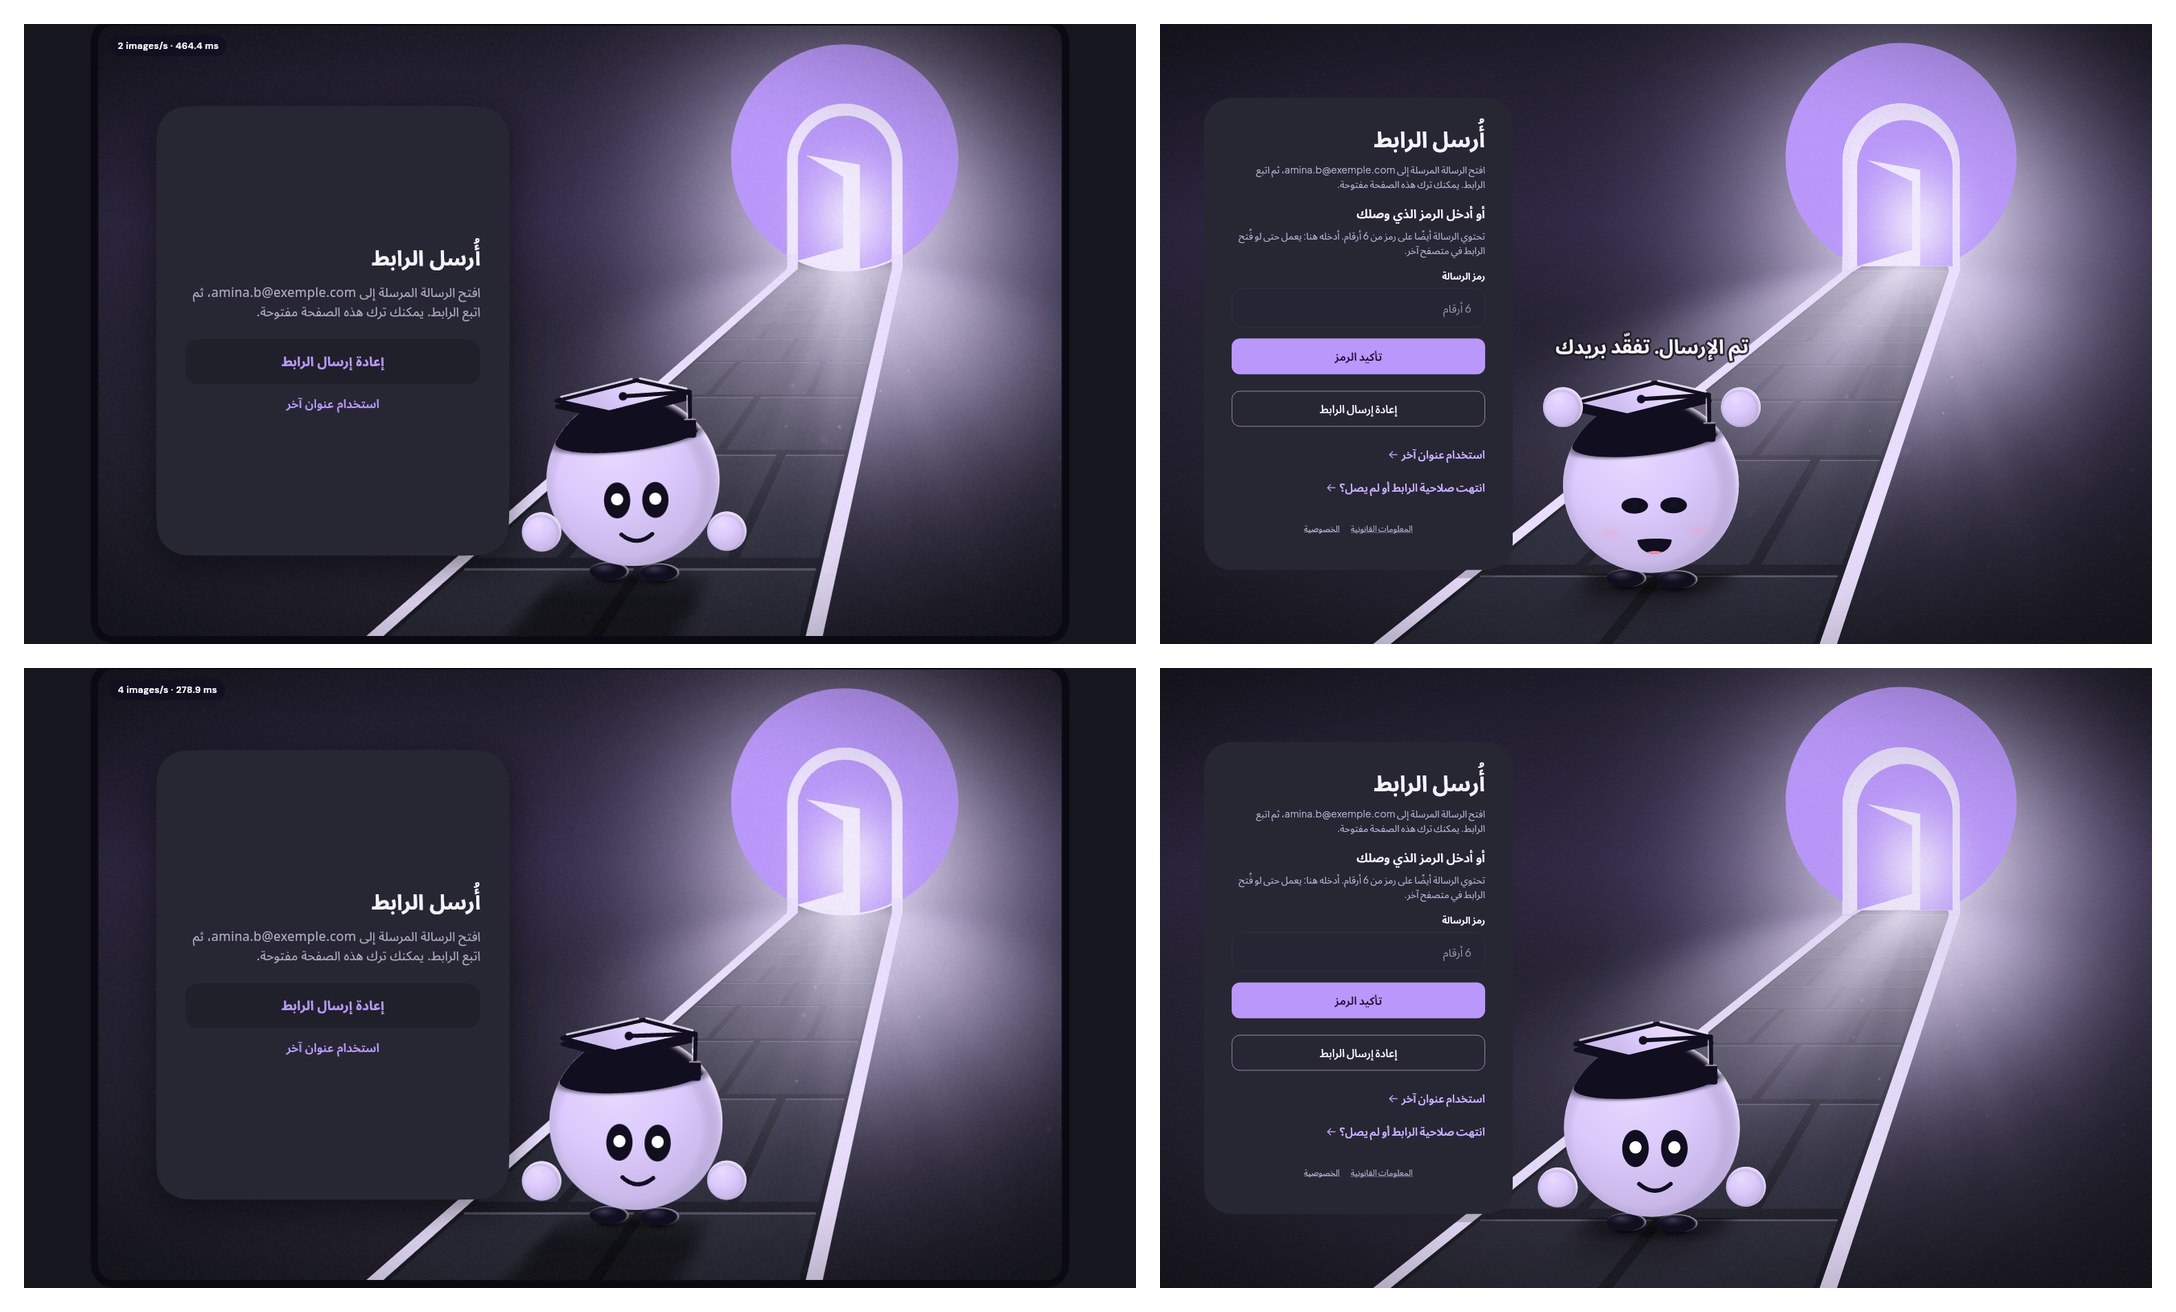 2 images/s · 464.4 ms
أُرسل الرابط
افتح الرسالة المرسلة إلى amina.b@exemple.com، ثم
اتبع الرابط. يمكنك ترك هذه الصفحة مفتوحة.
إعادة إرسال الرابط
استخدام عنوان آخر
أُرسل الرابط
افتح الرسالة المرسلة إلى amina.b@exemple.com، ثم اتبع
الرابط. يمكنك ترك هذه الصفحة مفتوحة.
أو أدخل الرمز الذي وصلك
تحتوي الرسالة أيضًا على رمز من 6 أرقام. أدخله هنا: يعمل حتى لو فُتح
الرابط في متصفح آخر.
رمز الرسالة
6 أرقام
تأكيد الرمز
إعادة إرسال الرابط
استخدام عنوان آخر ←
انتهت صلاحية الرابط أو لم يصل؟ ←
المعلومات القانونية الخصوصية
تم الإرسال. تفقّد بريدك
4 images/s · 278.9 ms
أُرسل الرابط
افتح الرسالة المرسلة إلى amina.b@exemple.com، ثم
اتبع الرابط. يمكنك ترك هذه الصفحة مفتوحة.
إعادة إرسال الرابط
استخدام عنوان آخر
أُرسل الرابط
افتح الرسالة المرسلة إلى amina.b@exemple.com، ثم اتبع
الرابط. يمكنك ترك هذه الصفحة مفتوحة.
أو أدخل الرمز الذي وصلك
تحتوي الرسالة أيضًا على رمز من 6 أرقام. أدخله هنا: يعمل حتى لو فُتح
الرابط في متصفح آخر.
رمز الرسالة
6 أرقام
تأكيد الرمز
إعادة إرسال الرابط
استخدام عنوان آخر ←
انتهت صلاحية الرابط أو لم يصل؟ ←
المعلومات القانونية الخصوصية